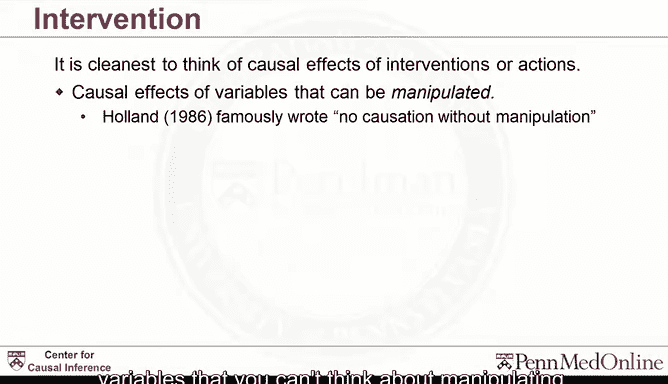 Intervention
It is cleanest to think of causal effects of interventions or actions.
Causal effects of variables that can be manipulated.
• Holland (1986) famously wrote “no causation without manipulation”
Perelman
Center for
Causal Inference
PennMedOnline
variables that you can't think about manipulating